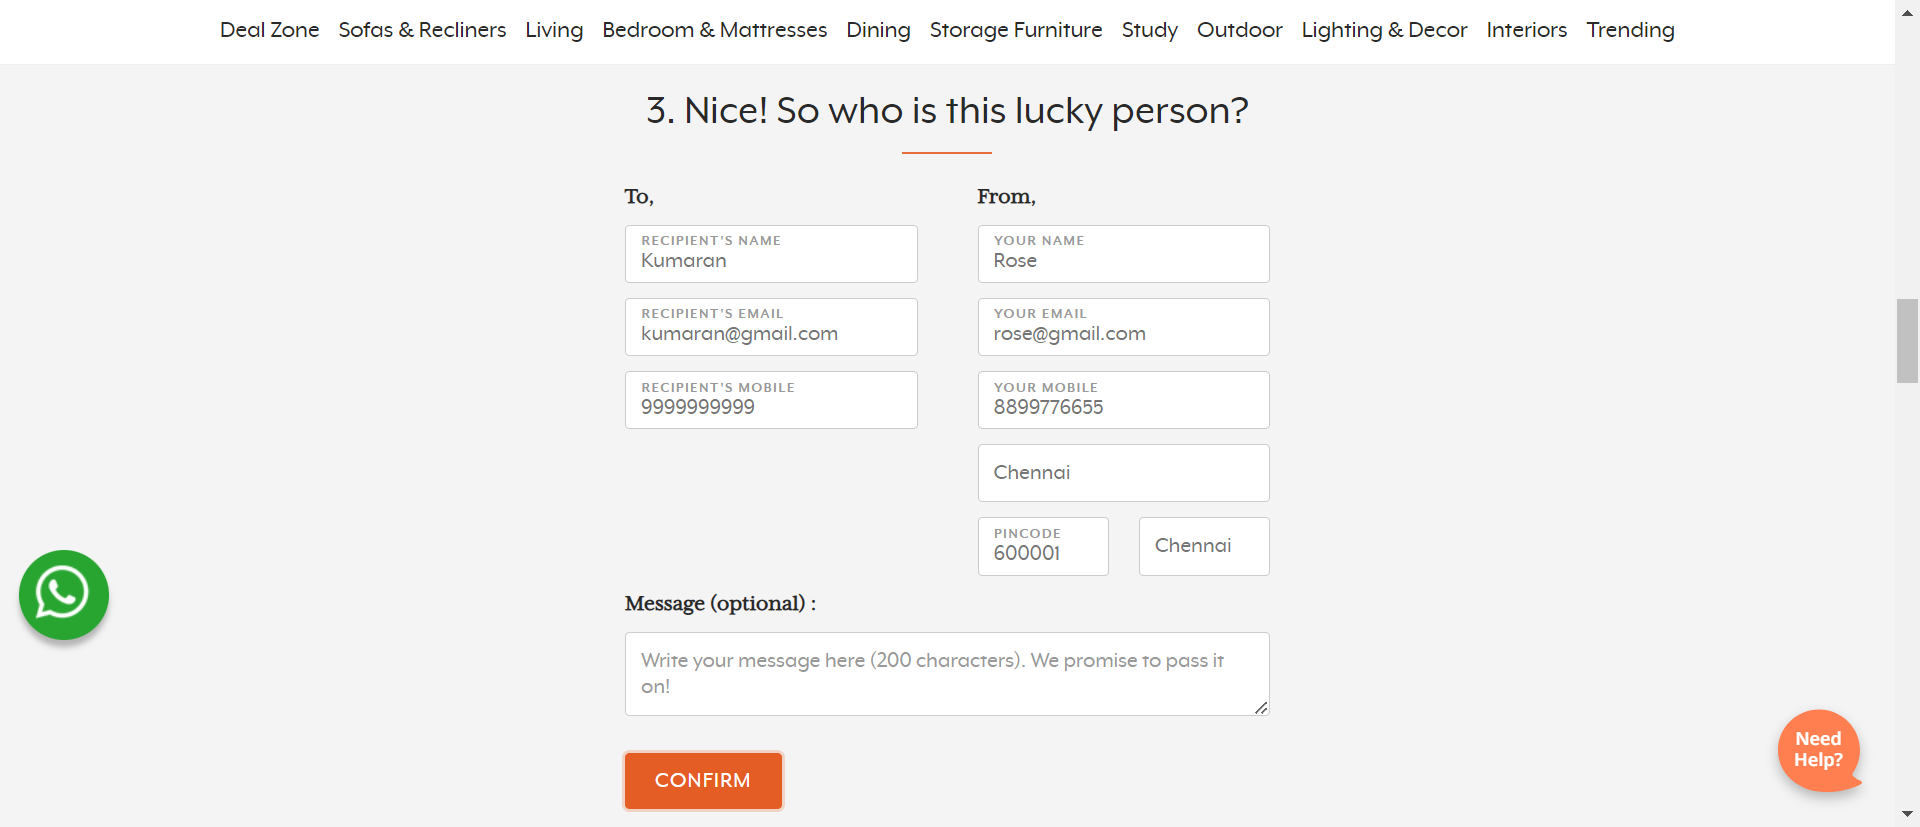 Deal Zone Sofas & Recliners Living Bedroom & Mattresses Dining Storage Furniture Study Outdoor Lighting & Decor Interiors Trending
3. Nice! So who is this lucky person?
To,
RECIPIENT'S NAME
Kumaran
RECIPIENT'S EMAIL
kumaran@gmail.com
RECIPIENT'S MOBILE
9999999999
From,
YOUR NAME
Rose
YOUR EMAIL
rose@gmail.com
YOUR MOBILE
8899776655
Chennai
PINCODE
600001
Chennai
Message (optional) :
Write your message here (200 characters). We promise to pass it
on!
CONFIRM
Need
Help?